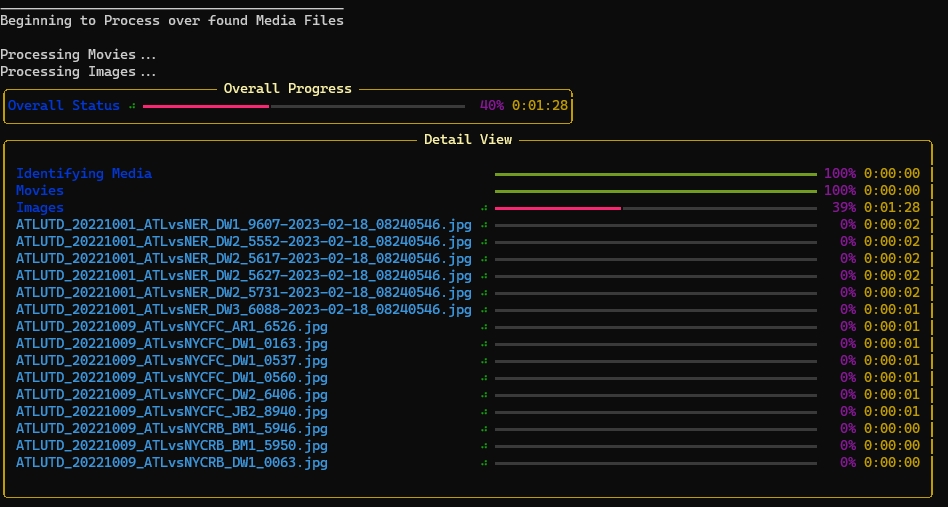 Beginning to Process over found Media Files
Processing Movies...
Processing Images...
Overall Progress
Overall Status 40% 0:01:28
Detail View
Identifying Media 100% 0:00:00
Movies 100% 0:00:00
Images 39% 0:01:28
ATLUTD_20221001_ATLvsNER_DW1_9607-2023-02-18_08240546.jpg 0% 0:00:02
ATLUTD_20221001_ATLvsNER_DW2_5552-2023-02-18_08240546.jpg 0% 0:00:02
ATLUTD_20221001_ATLvsNER_DW2_5617-2023-02-18_08240546.jpg 0% 0:00:02
ATLUTD_20221001_ATLvsNER_DW2_5627-2023-02-18_08240546.jpg 0% 0:00:02
ATLUTD_20221001_ATLvsNER_DW2_5731-2023-02-18_08240546.jpg 0% 0:00:02
ATLUTD_20221001_ATLvsNER_DW3_6088-2023-02-18_08240546.jpg 0% 0:00:01
ATLUTD_20221009_ATLvsNYCFC_AR1_6526.jpg 0% 0:00:01
ATLUTD_20221009_ATLvsNYCFC_DW1_0163.jpg 0% 0:00:01
ATLUTD_20221009_ATLvsNYCFC_DW1_0537.jpg 0% 0:00:01
ATLUTD_20221009_ATLvsNYCFC_DW1_0560.jpg 0% 0:00:01
ATLUTD_20221009_ATLvsNYCFC_DW2_6406.jpg 0% 0:00:01
ATLUTD_20221009_ATLvsNYCFC_JB2_8940.jpg 0% 0:00:01
ATLUTD_20221009_ATLvsNYCRB_BM1_5946.jpg 0% 0:00:00
ATLUTD_20221009_ATLvsNYCRB_BM1_5950.jpg 0% 0:00:00
ATLUTD_20221009_ATLvsNYCRB_DW1_0063.jpg 0% 0:00:00